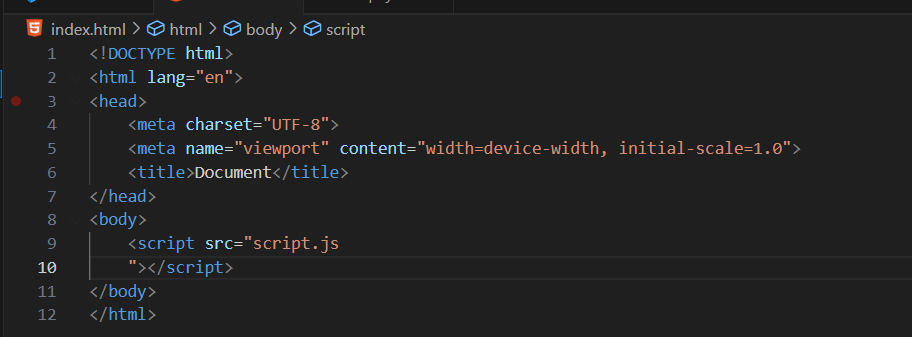 index.html > html > body > script
1 <!DOCTYPE html>
2 <html lang="en">
3 <head>
4     <meta charset="UTF-8">
5     <meta name="viewport" content="width=device-width, initial-scale=1.0">
6     <title>Document</title>
7 </head>
8 <body>
9     <script src="script.js
10     "></script>
11 </body>
12 </html>